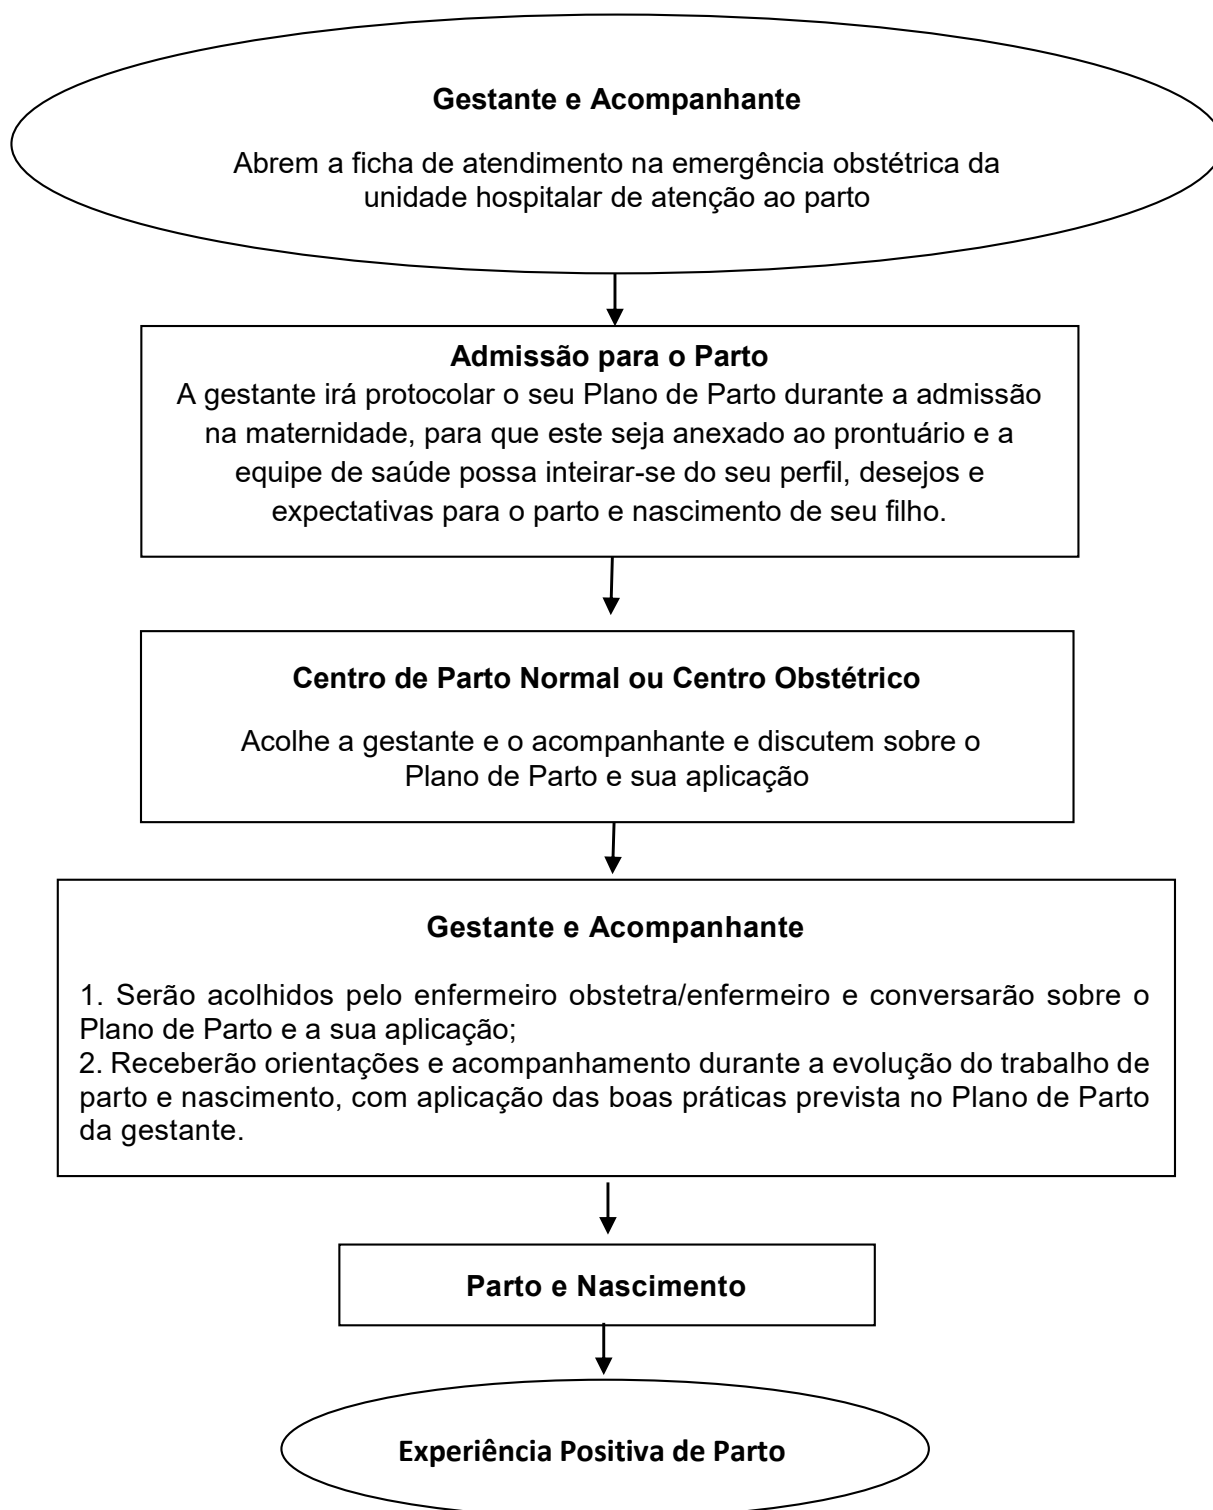 Gestante e Acompanhante
Abrem a ficha de atendimento na emergência obstétrica da
unidade hospitalar de atenção ao parto
Admissão para o Parto
A gestante irá protocolar o seu Plano de Parto durante a admissão
na maternidade, para que este seja anexado ao prontuário e a
equipe de saúde possa inteirar-se do seu perfil, desejos e
expectativas para o parto e nascimento de seu filho.
Centro de Parto Normal ou Centro Obstétrico
Acolhe a gestante e o acompanhante e discutem sobre o
Plano de Parto e sua aplicação
Gestante e Acompanhante
1. Serão acolhidos pelo enfermeiro obstetra/enfermeiro e conversarão sobre o
Plano de Parto e a sua aplicação;
2. Receberão orientações e acompanhamento durante a evolução do trabalho de
parto e nascimento, com aplicação das boas práticas prevista no Plano de Parto
da gestante.
Parto e Nascimento
Experiência Positiva de Parto